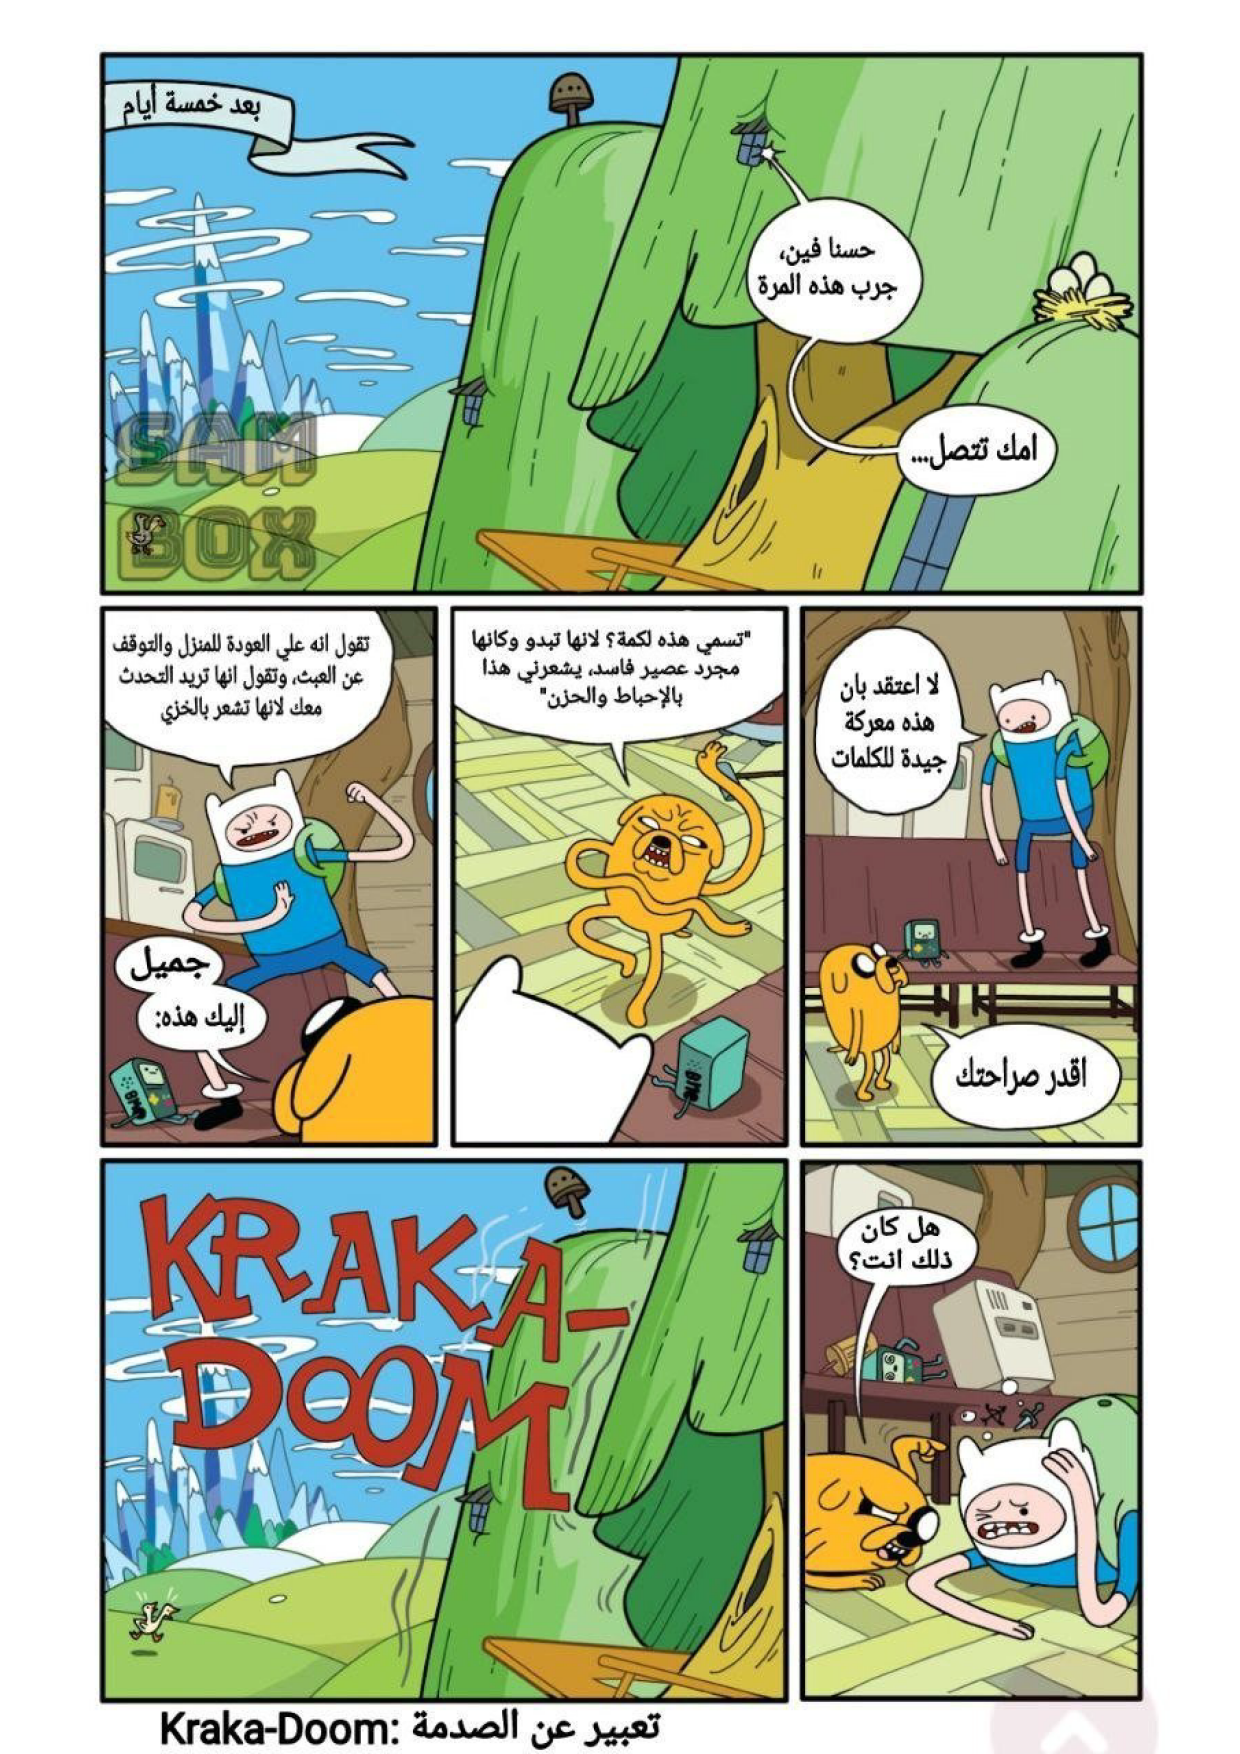 بعد خمسة أيام
حسنا فين،
جرب هذه المرة
امك تتصل...
SAM
BOX
لا اعتقد بان
هذه معركة
جيدة للكلمات
اقدر صراحتك
"تسمي هذه لكمة؟ لانها تبدو وكانها
مجرد عصير فاسد، يشعرني هذا
بالإحباط والحزن"
BMO
تقول انه علي العودة للمنزل والتوقف
عن العبث، وتقول انها تريد التحدث
معك لانها تشعر بالخزي
جميل
إليك هذه:
BMO
هل كان
ذلك انت؟
KRAKA-
DOOM
تعبير عن الصدمة :Kraka-Doom